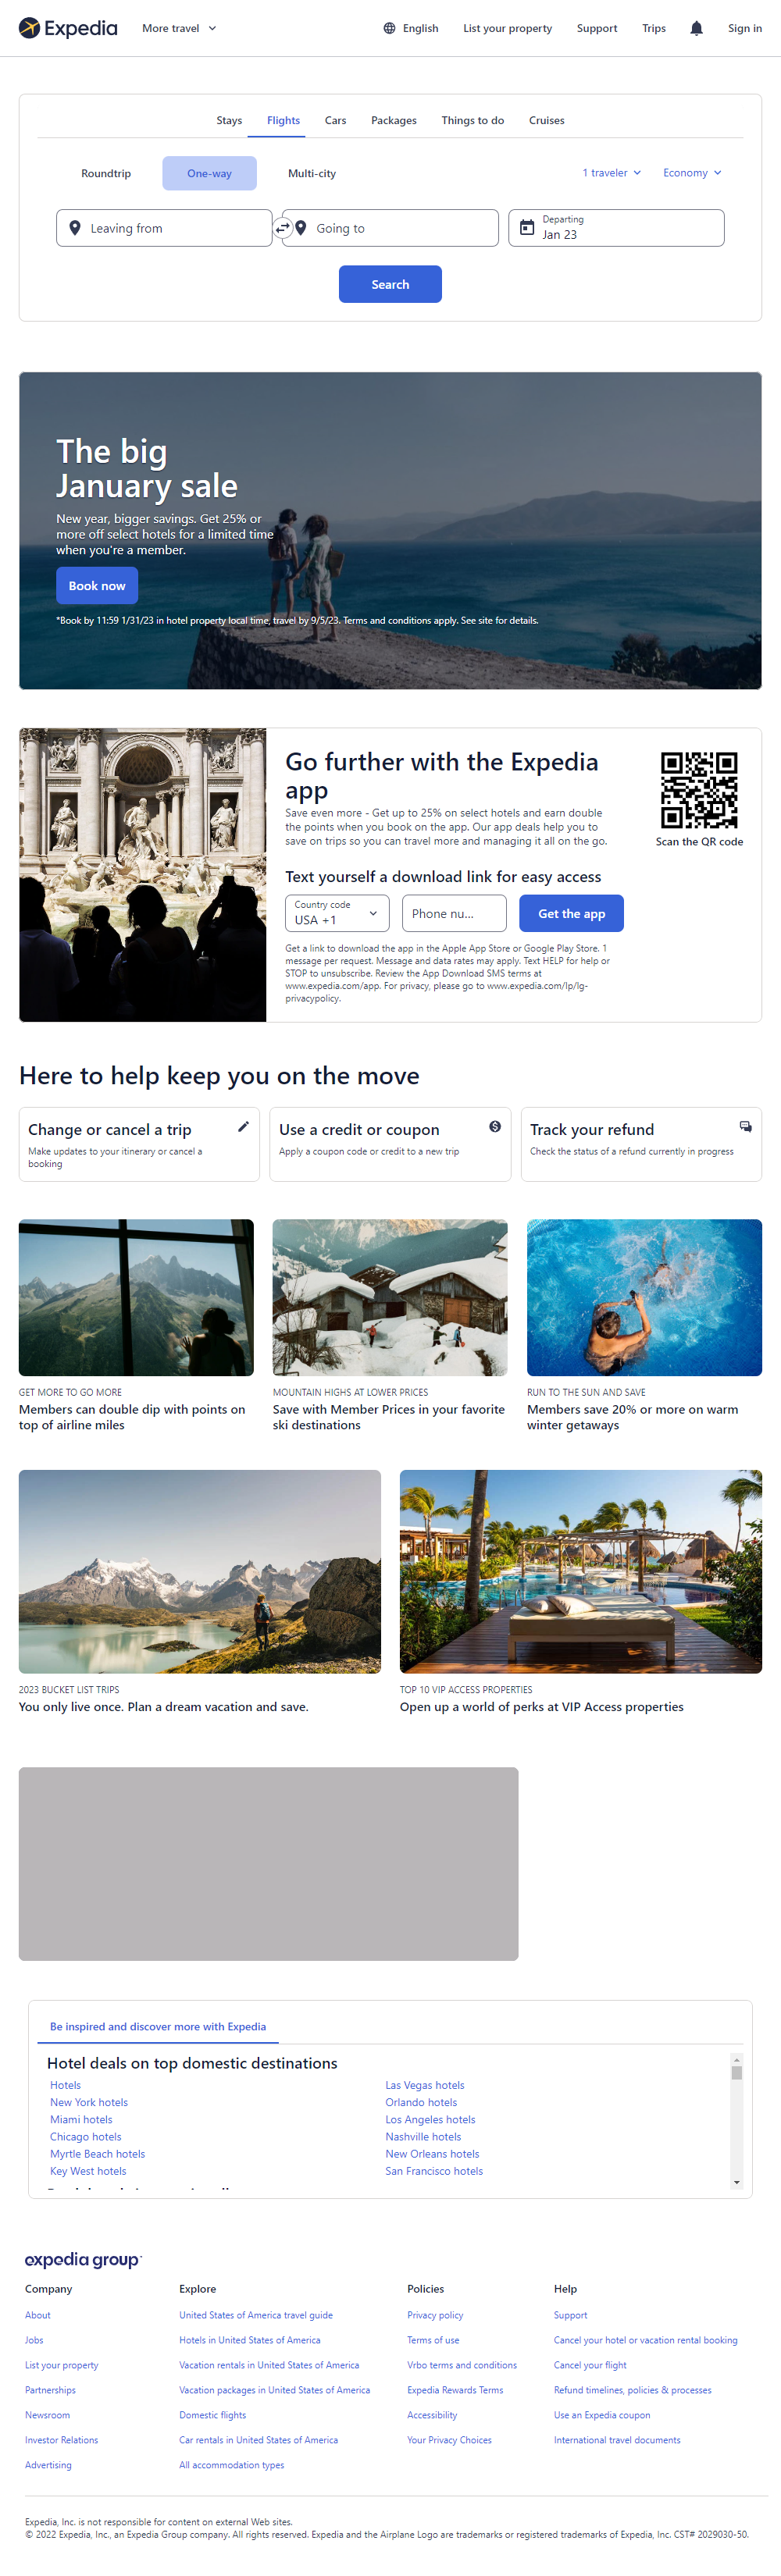 Expedia
More travel
English
List your property
Support
Trips
Sign in
Stays
Flights
Cars
Packages
Things to do
Cruises
Roundtrip
One-way
Multi-city
1 traveler
Economy
Leaving from
Going to
Departing
Jan 23
Search
The big
January sale
New year, bigger savings. Get 25% or
more off select hotels for a limited time
when you're a member.
Book now
*Book by 11:59 1/31/23 in hotel property local time, travel by 9/5/23. Terms and conditions apply. See site for details.
Go further with the Expedia
app
Save even more - Get up to 25% on select hotels and earn double
the points when you book on the app. Our app deals help you to
save on trips so you can travel more and managing it all on the go.
Scan the QR code
Text yourself a download link for easy access
Country code
USA +1
Phone nu...
Get the app
Get a link to download the app in the Apple App Store or Google Play Store. 1
message per request. Message and data rates may apply. Text HELP for help or
STOP to unsubscribe. Review the App Download SMS terms at
www.expedia.com/app. For privacy, please go to www.expedia.com/lp/lg-
privacypolicy.
Here to help keep you on the move
Change or cancel a trip
Make updates to your itinerary or cancel a
booking
Use a credit or coupon
Apply a coupon code or credit to a new trip
Track your refund
Check the status of a refund currently in progress
GET MORE TO GO MORE
Members can double dip with points on
top of airline miles
MOUNTAIN HIGHS AT LOWER PRICES
Save with Member Prices in your favorite
ski destinations
RUN TO THE SUN AND SAVE
Members save 20% or more on warm
winter getaways
2023 BUCKET LIST TRIPS
You only live once. Plan a dream vacation and save.
TOP 10 VIP ACCESS PROPERTIES
Open up a world of perks at VIP Access properties
Be inspired and discover more with Expedia
Hotel deals on top domestic destinations
Hotels
Las Vegas hotels
New York hotels
Orlando hotels
Miami hotels
Los Angeles hotels
Chicago hotels
Nashville hotels
Myrtle Beach hotels
New Orleans hotels
Key West hotels
San Francisco hotels
expedia group
Company
About
Jobs
List your property
Partnerships
Newsroom
Investor Relations
Advertising
Explore
United States of America travel guide
Hotels in United States of America
Vacation rentals in United States of America
Vacation packages in United States of America
Domestic flights
Car rentals in United States of America
All accommodation types
Policies
Privacy policy
Terms of use
Vrbo terms and conditions
Expedia Rewards Terms
Accessibility
Your Privacy Choices
Help
Support
Cancel your hotel or vacation rental booking
Cancel your flight
Refund timelines, policies & processes
Use an Expedia coupon
International travel documents
Expedia, Inc. is not responsible for content on external Web sites.
© 2022 Expedia, Inc., an Expedia Group company. All rights reserved. Expedia and the Airplane Logo are trademarks or registered trademarks of Expedia, Inc. CST# 2029030-50.